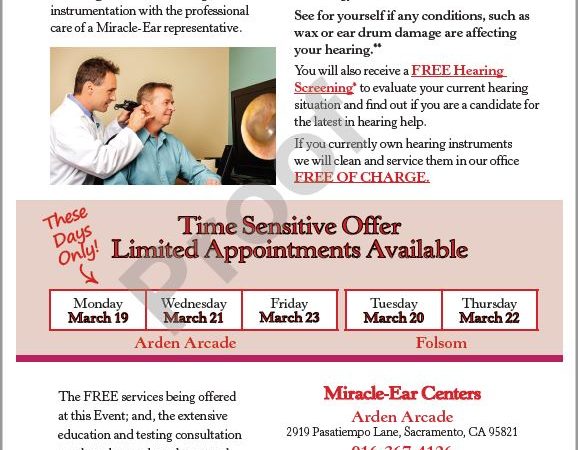 instrumentation with the professional
care of a Miracle-Ear representative.
See for yourself if any conditions, such as
wax or ear drum damage are affecting
your hearing.**
You will also receive a FREE Hearing
Screening* to evaluate your current hearing
situation and find out if you are a candidate for
the latest in hearing help.
If you currently own hearing instruments
we will clean and service them in our office
FREE OF CHARGE.
Proof
These
Days
Only!
Time Sensitive Offer
Limited Appointments Available
Monday
March 19
Wednesday
March 21
Friday
March 23
Tuesday
March 20
Thursday
March 22
Arden Arcade
Folsom
The FREE services being offered
at this Event; and, the extensive
education and testing consultation
Miracle-Ear Centers
Arden Arcade
2919 Pasatiempo Lane, Sacramento, CA 95821
916-367-4126